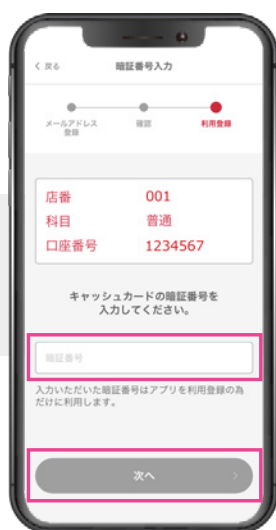 < 戻る 暗証番号入力
メールアドレス 確認 利用登録
登録
店番 001
科目 普通
口座番号 1234567
キャッシュカードの暗証番号を
入力してください。
暗証番号
入力いただいた暗証番号はアプリを利用登録の為
だけに利用します。
次へ >